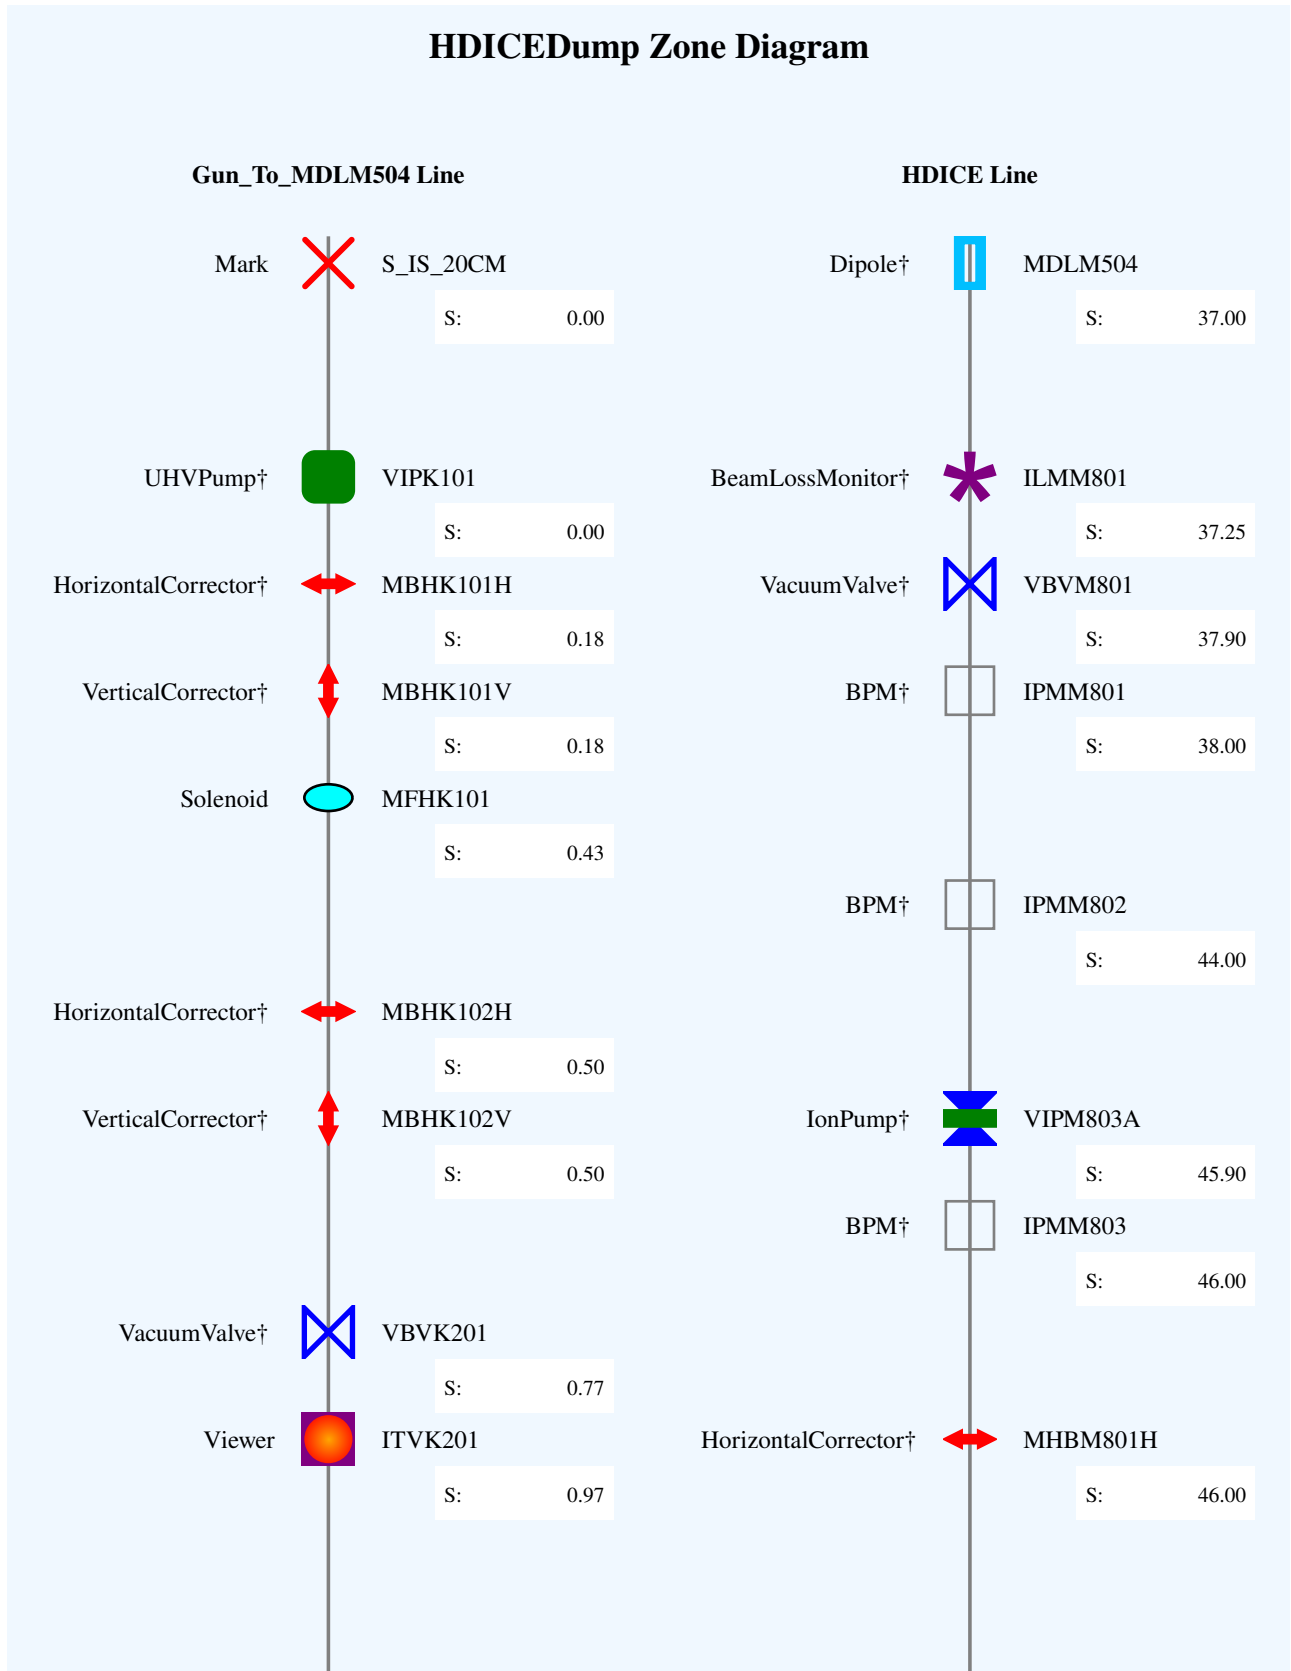 HDICEDump Zone Diagram
Gun_To_MDLM504 Line
Mark S_IS_20CM
S: 0.00
UHVPump† VIPK101
S: 0.00
HorizontalCorrector† MBHK101H
S: 0.18
VerticalCorrector† MBHK101V
S: 0.18
Solenoid MFHK101
S: 0.43
HorizontalCorrector† MBHK102H
S: 0.50
VerticalCorrector† MBHK102V
S: 0.50
VacuumValve† VBVK201
S: 0.77
Viewer ITVK201
S: 0.97
HDICE Line
Dipole† MDLM504
S: 37.00
BeamLossMonitor† ILMM801
S: 37.25
VacuumValve† VBVM801
S: 37.90
BPM† IPMM801
S: 38.00
BPM† IPMM802
S: 44.00
IonPump† VIPM803A
S: 45.90
BPM† IPMM803
S: 46.00
HorizontalCorrector† MHBM801H
S: 46.00